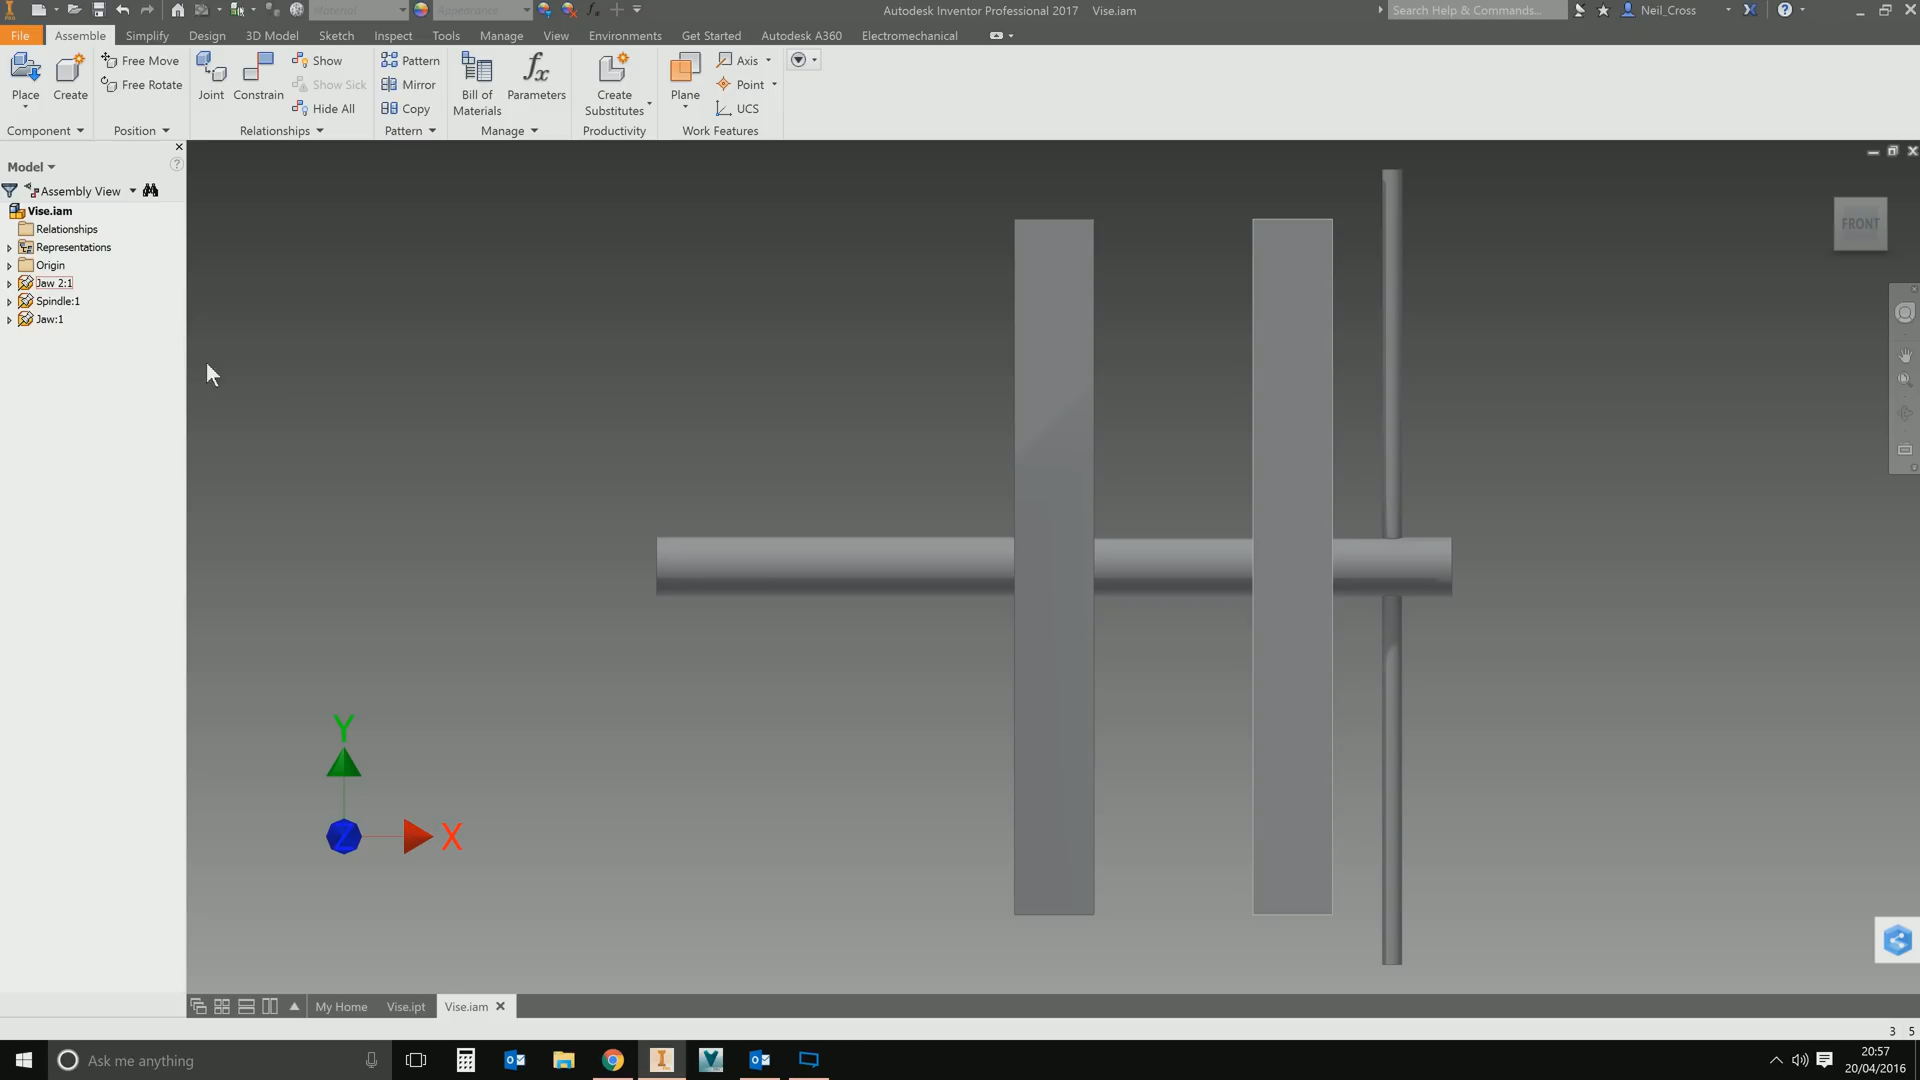 Material
Appearance
Autodesk Inventor Professional 2017 Vise.iam
Search Help & Commands...
Neil_Cross
File Assemble Simplify Design 3D Model Sketch Inspect Tools Manage View Environments Get Started Autodesk A360 Electromechanical
Place
Create
Free Move
Free Rotate
Joint
Constrain
Show
Show Sick
Hide All
Pattern
Mirror
Copy
Bill of
Materials
fx
Parameters
Create
Substitutes
Plane
Axis
Point
UCS
Component
Position
Relationships
Pattern
Manage
Productivity
Work Features
Model
Assembly View
Vise.iam
Relationships
Representations
Origin
Jaw 2:1
Spindle:1
Jaw:1
FRONT
Y
Z
X
My Home
Vise.ipt
Vise.iam
3 5
Ask me anything
20:57
20/04/2016